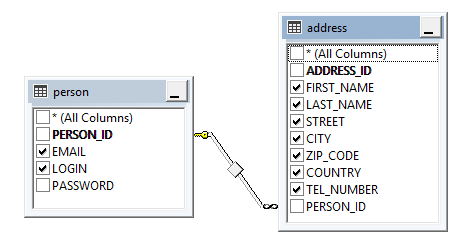 person
* (All Columns)
PERSON_ID
EMAIL
LOGIN
PASSWORD
address
* (All Columns)
ADDRESS_ID
FIRST_NAME
LAST_NAME
STREET
CITY
ZIP_CODE
COUNTRY
TEL_NUMBER
PERSON_ID